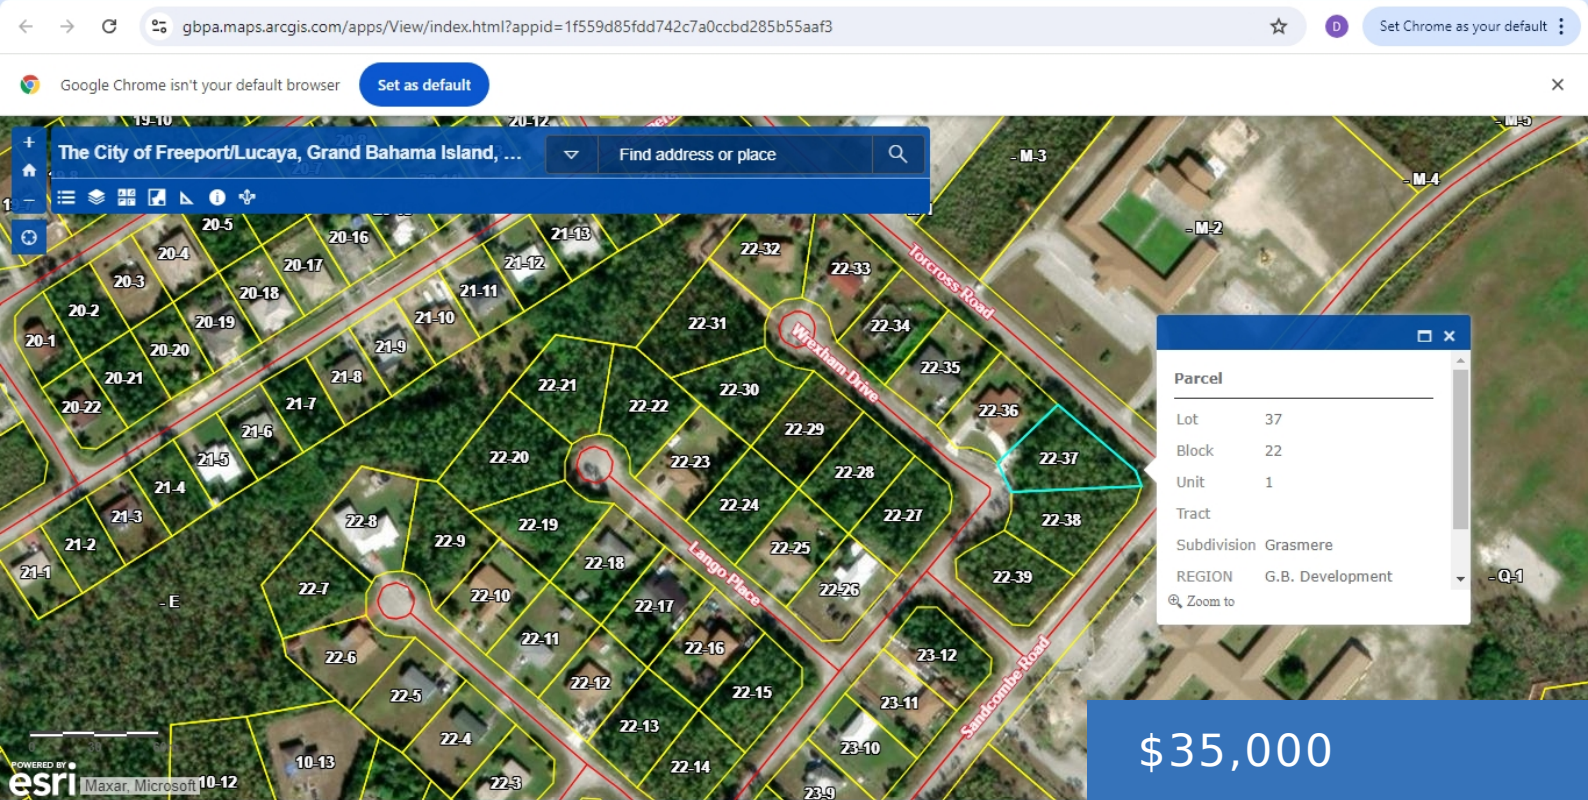 gbpa.maps.arcgis.com/apps/View/index.html?appid=1f559d85fdd742c7a0ccbd285b55aaf3
D
Set Chrome as your default
Google Chrome isn't your default browser
Set as default
19-10
20-12
M-5
The City of Freeport/Lucaya, Grand Bahama Island, ...
Find address or place
- M-3
- M-4
- M-2
20-5
20-16
21-13
20-4
20-17
21-12
22-32
22-33
Torcross Road
20-3
20-18
21-11
20-2
20-19
21-10
22-31
22-34
Wrexham Drive
20-1
20-20
21-9
22-35
20-21
21-8
22-21
22-30
20-22
21-7
22-22
22-36
21-6
22-29
21-5
22-20
22-23
22-28
22-37
21-4
22-24
22-27
21-3
22-8
22-19
22-38
21-2
22-9
22-25
21-1
22-18
Lango Place
22-26
22-39
22-7
22-10
22-17
- E
22-11
22-16
23-12
Sandcombe Road
22-6
22-12
22-15
22-5
22-13
23-11
22-4
22-14
23-10
10-13
22-3
10-12
23-9
Parcel
Lot 37
Block 22
Unit 1
Tract
Subdivision Grasmere
REGION G.B. Development
Zoom to
- Q-1
POWERED BY
esri
Maxar, Microsoft
$35,000